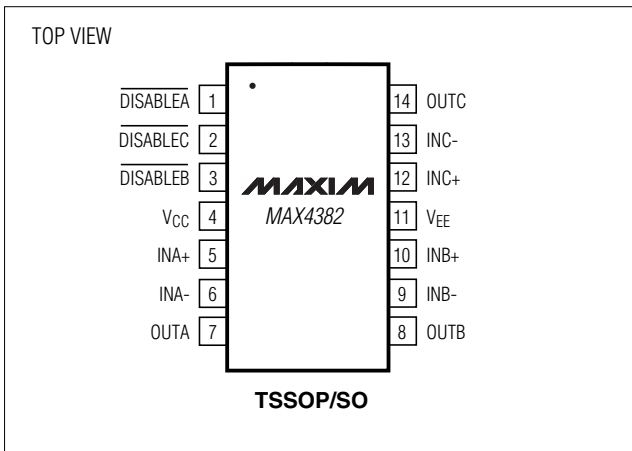 TOP VIEW
DISABLEA 1
DISABLEC 2
DISABLEB 3
VCC 4
INA+ 5
INA- 6
OUTA 7
MAXIM
MAX4382
14 OUTC
13 INC-
12 INC+
11 VEE
10 INB+
9 INB-
8 OUTB
TSSOP/SO